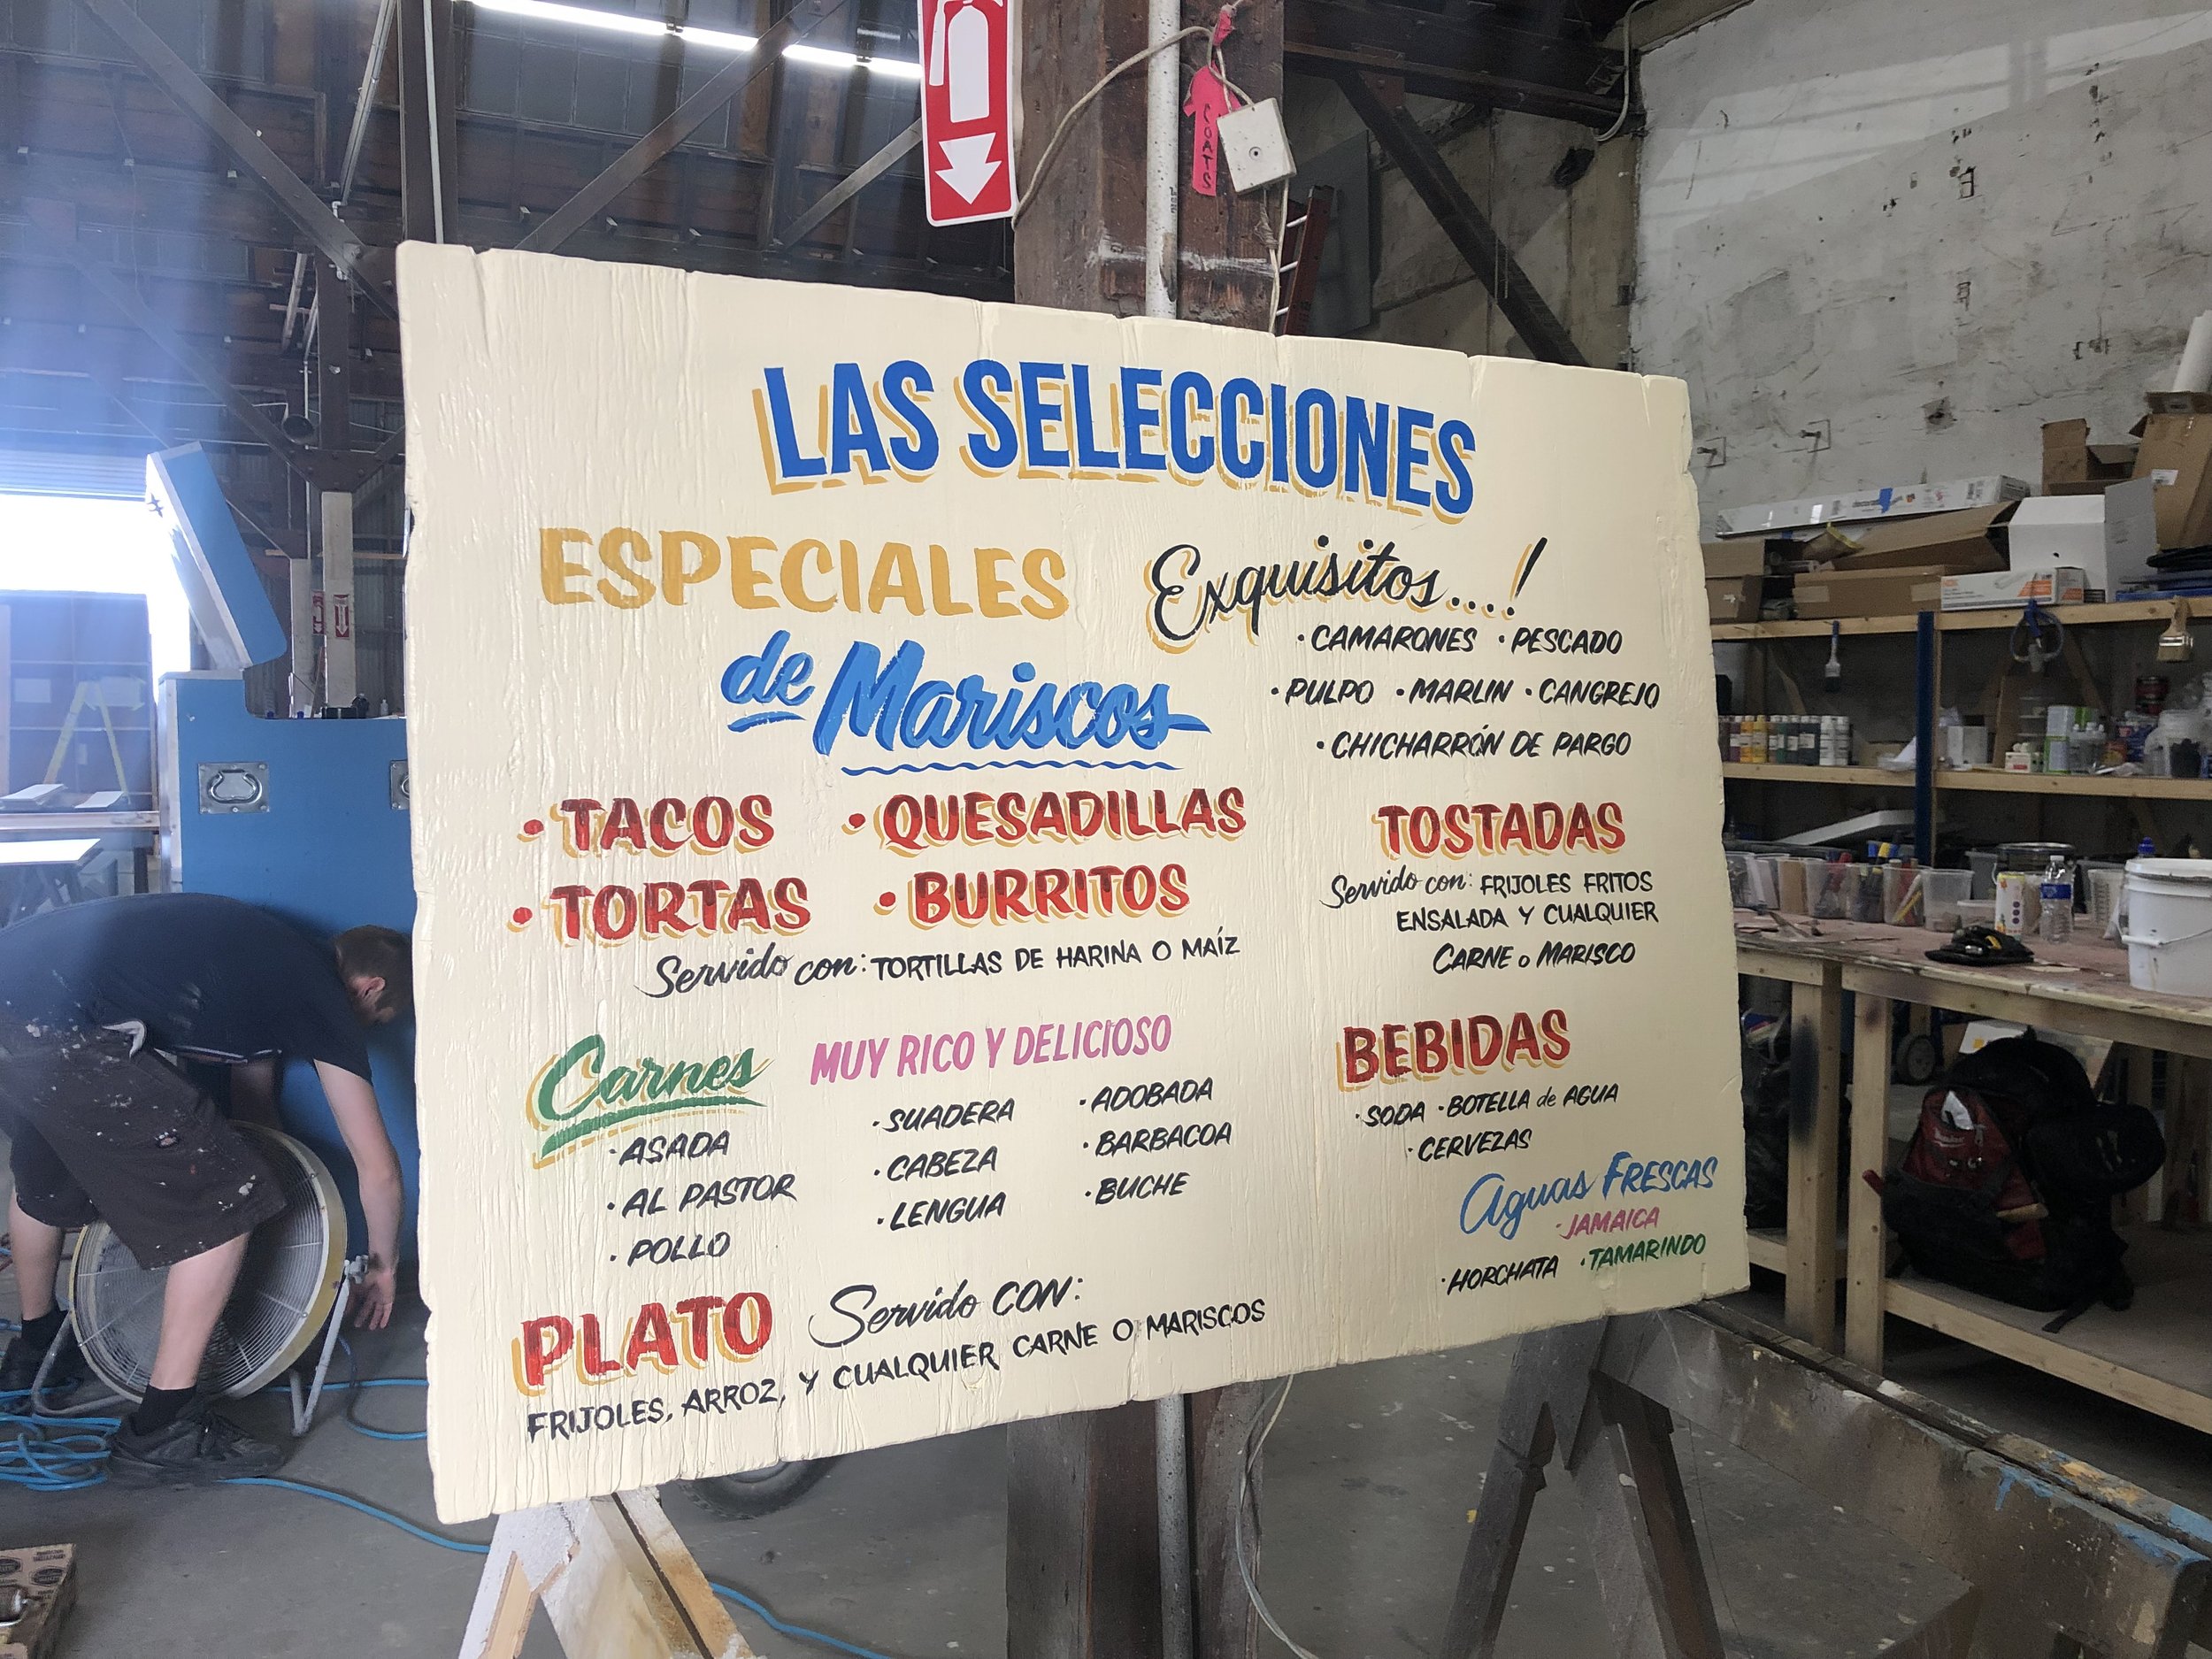 COATS
LAS SELECCIONES
ESPECIALES
de Mariscos
Exquisitos....!
• CAMARONES • PESCADO
• PULPO • MARLIN • CANGREJO
• CHICHARRÓN DE PARGO
• TACOS • QUESADILLAS
• TORTAS • BURRITOS
Servido con: TORTILLAS DE HARINA O MAÍZ
TOSTADAS
Servido con: FRIJOLES FRITOS
ENSALADA Y CUALQUIER
CARNE o MARISCO
Carnes
MUY RICO Y DELICIOSO
• ASADA
• AL PASTOR
• POLLO
• SUADERA
• CABEZA
• LENGUA
• ADOBADA
• BARBACOA
• BUCHE
BEBIDAS
• SODA • BOTELLA de AGUA
• CERVEZAS
Aguas FRESCAS
• JAMAICA
• HORCHATA • TAMARINDO
PLATO Servido CON:
FRIJOLES, ARROZ, Y CUALQUIER CARNE O MARISCOS